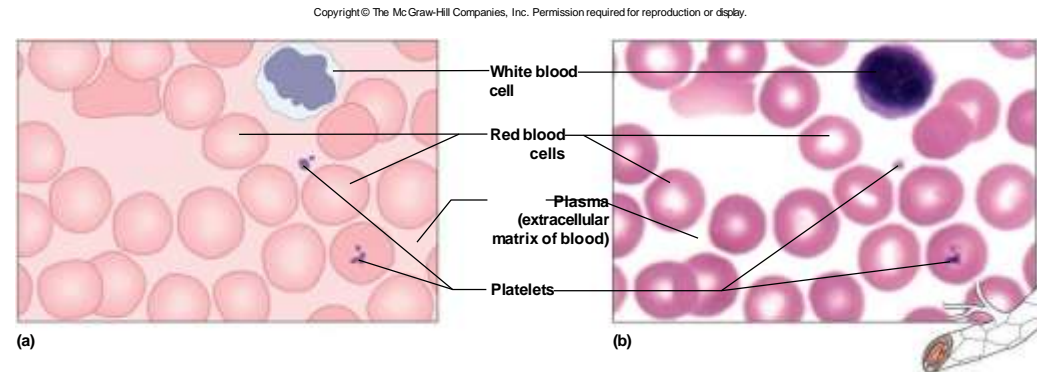 Copyright © The McGraw-Hill Companies, Inc. Permission required for reproduction or display.
White blood
cell
Red blood
cells
Plasma
(extracellular
matrix of blood)
Platelets
(a)
(b)